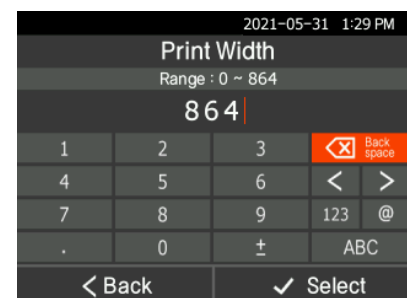 2021-05-31 1:29 PM
Print Width
Range : 0 ~ 864
864
1 2 3 Back space
4 5 6 < >
7 8 9 123 @
. 0 ± ABC
< Back ✓ Select